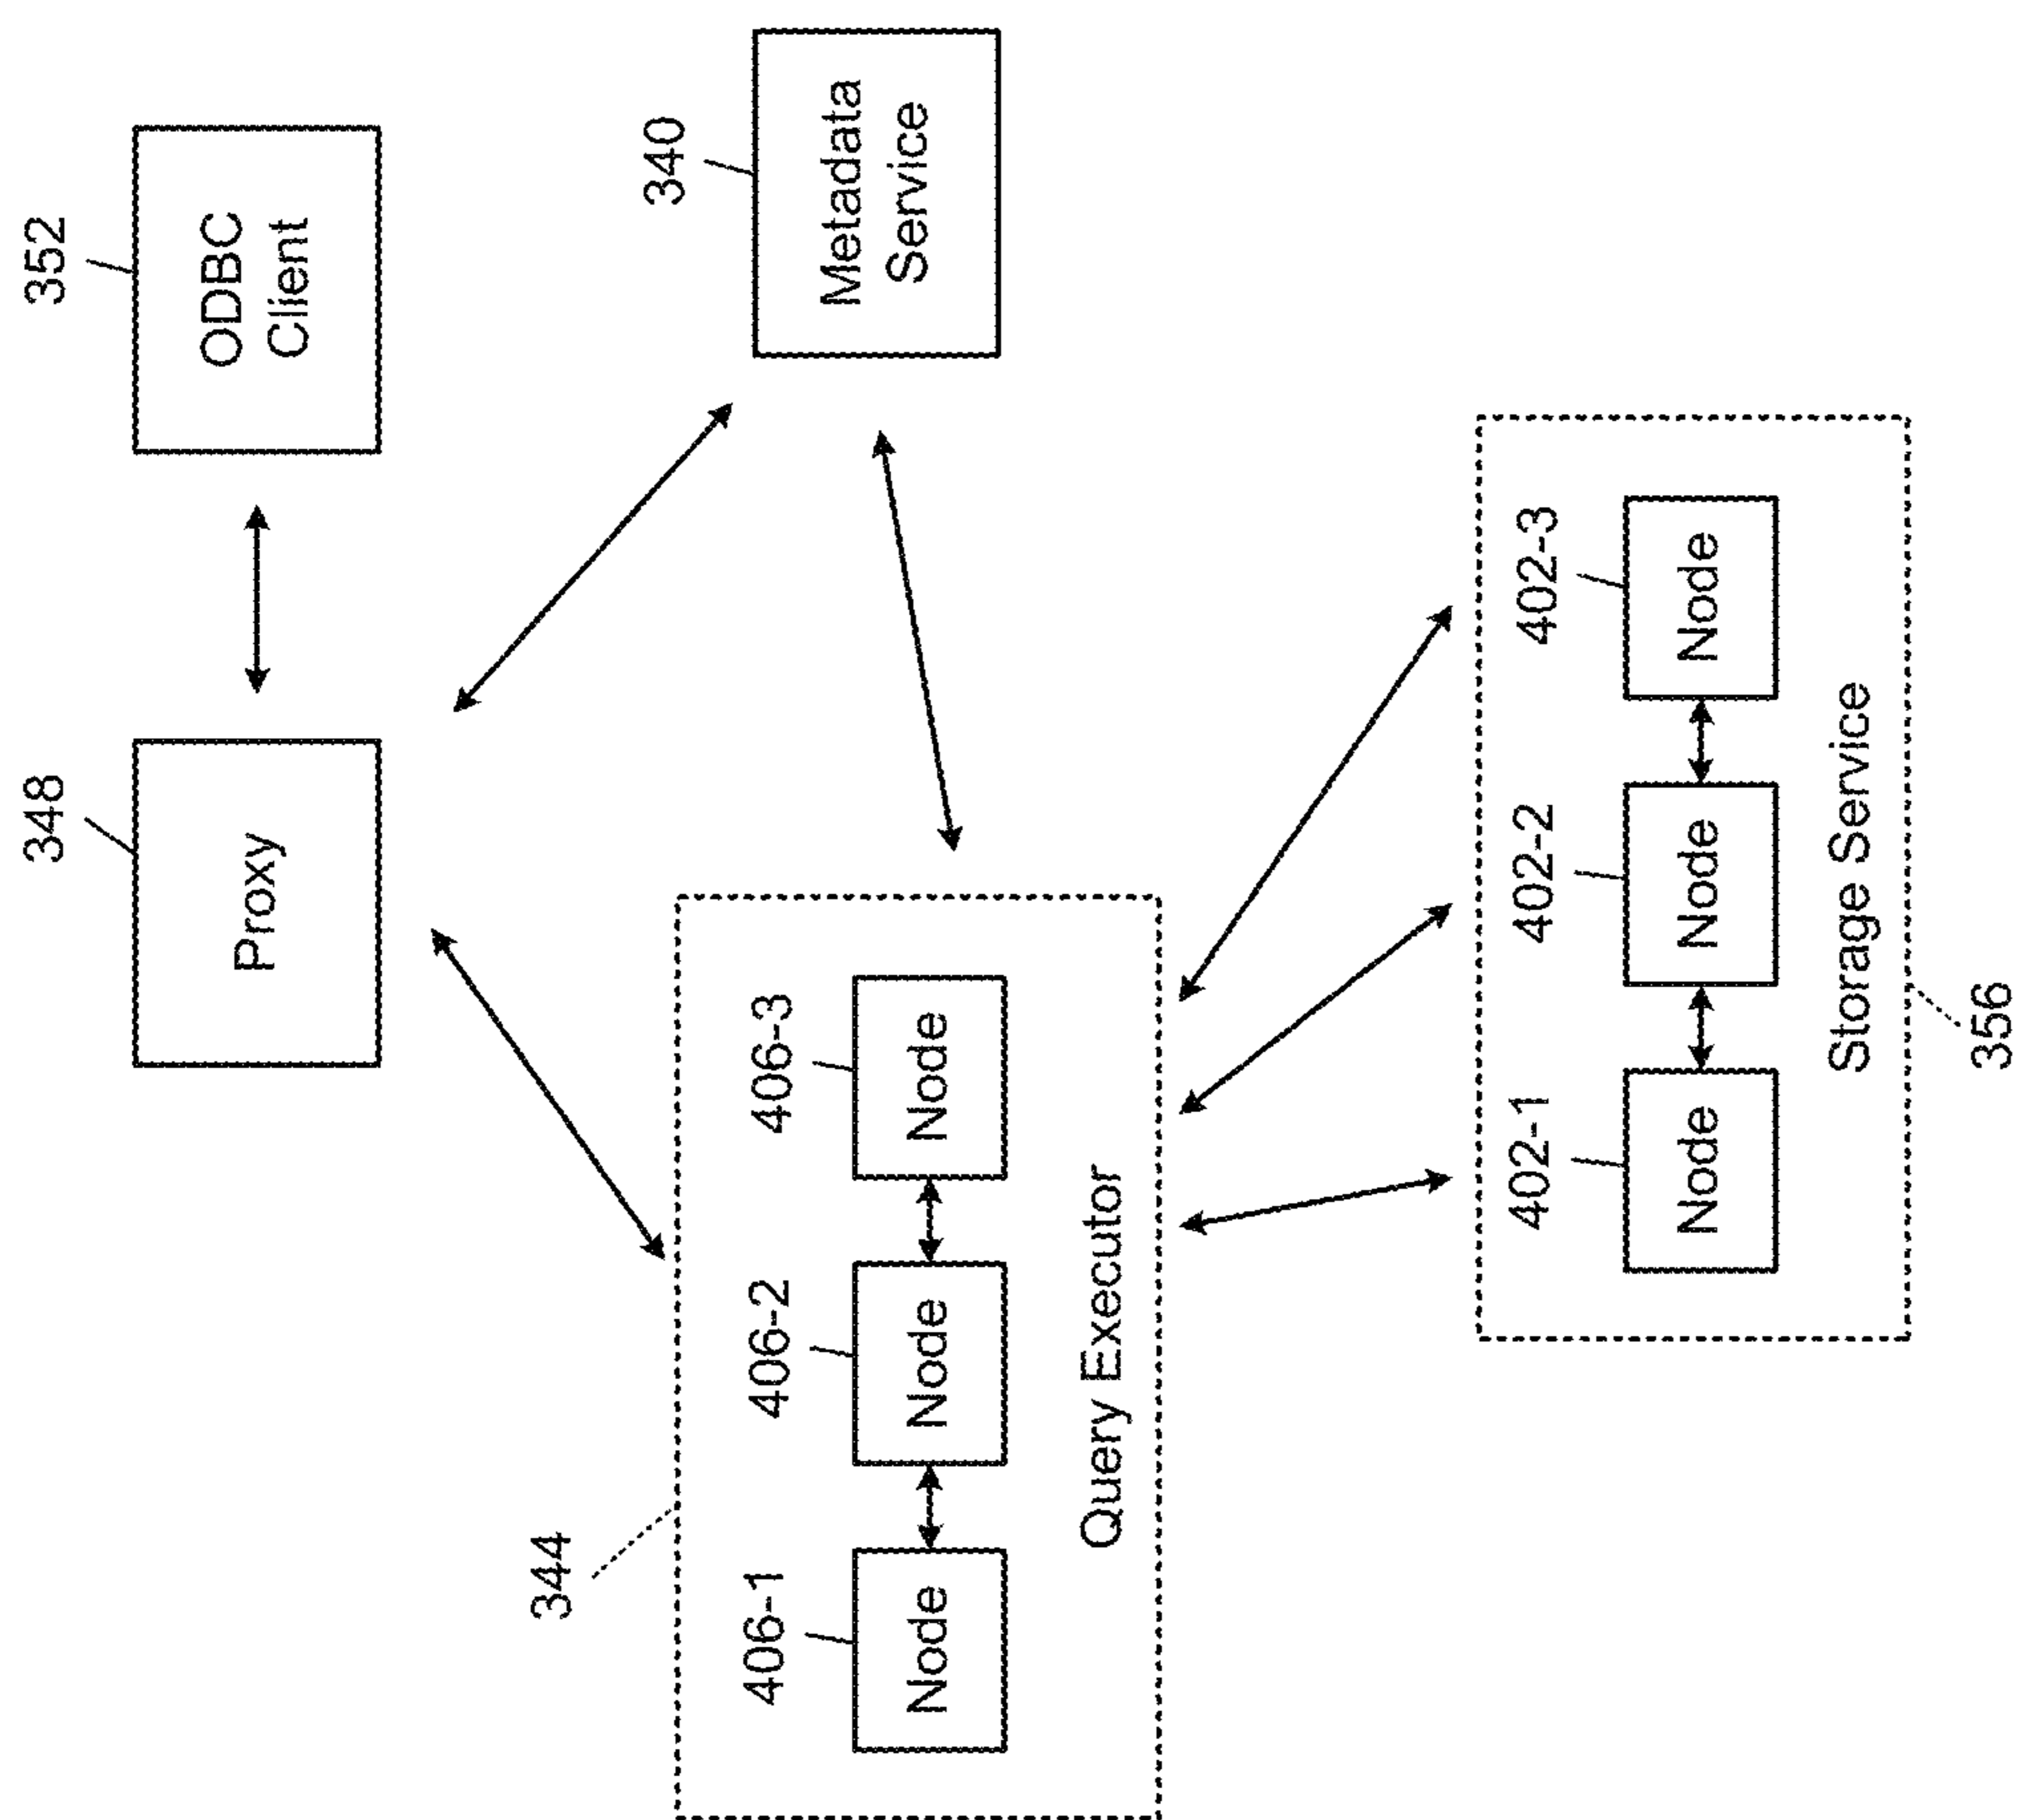 352
ODBC
Client
348
Proxy
340
Metadata
Service
344
406-1
Node
406-2
Node
406-3
Node
Query Executor
402-1
Node
402-2
Node
402-3
Node
Storage Service
356